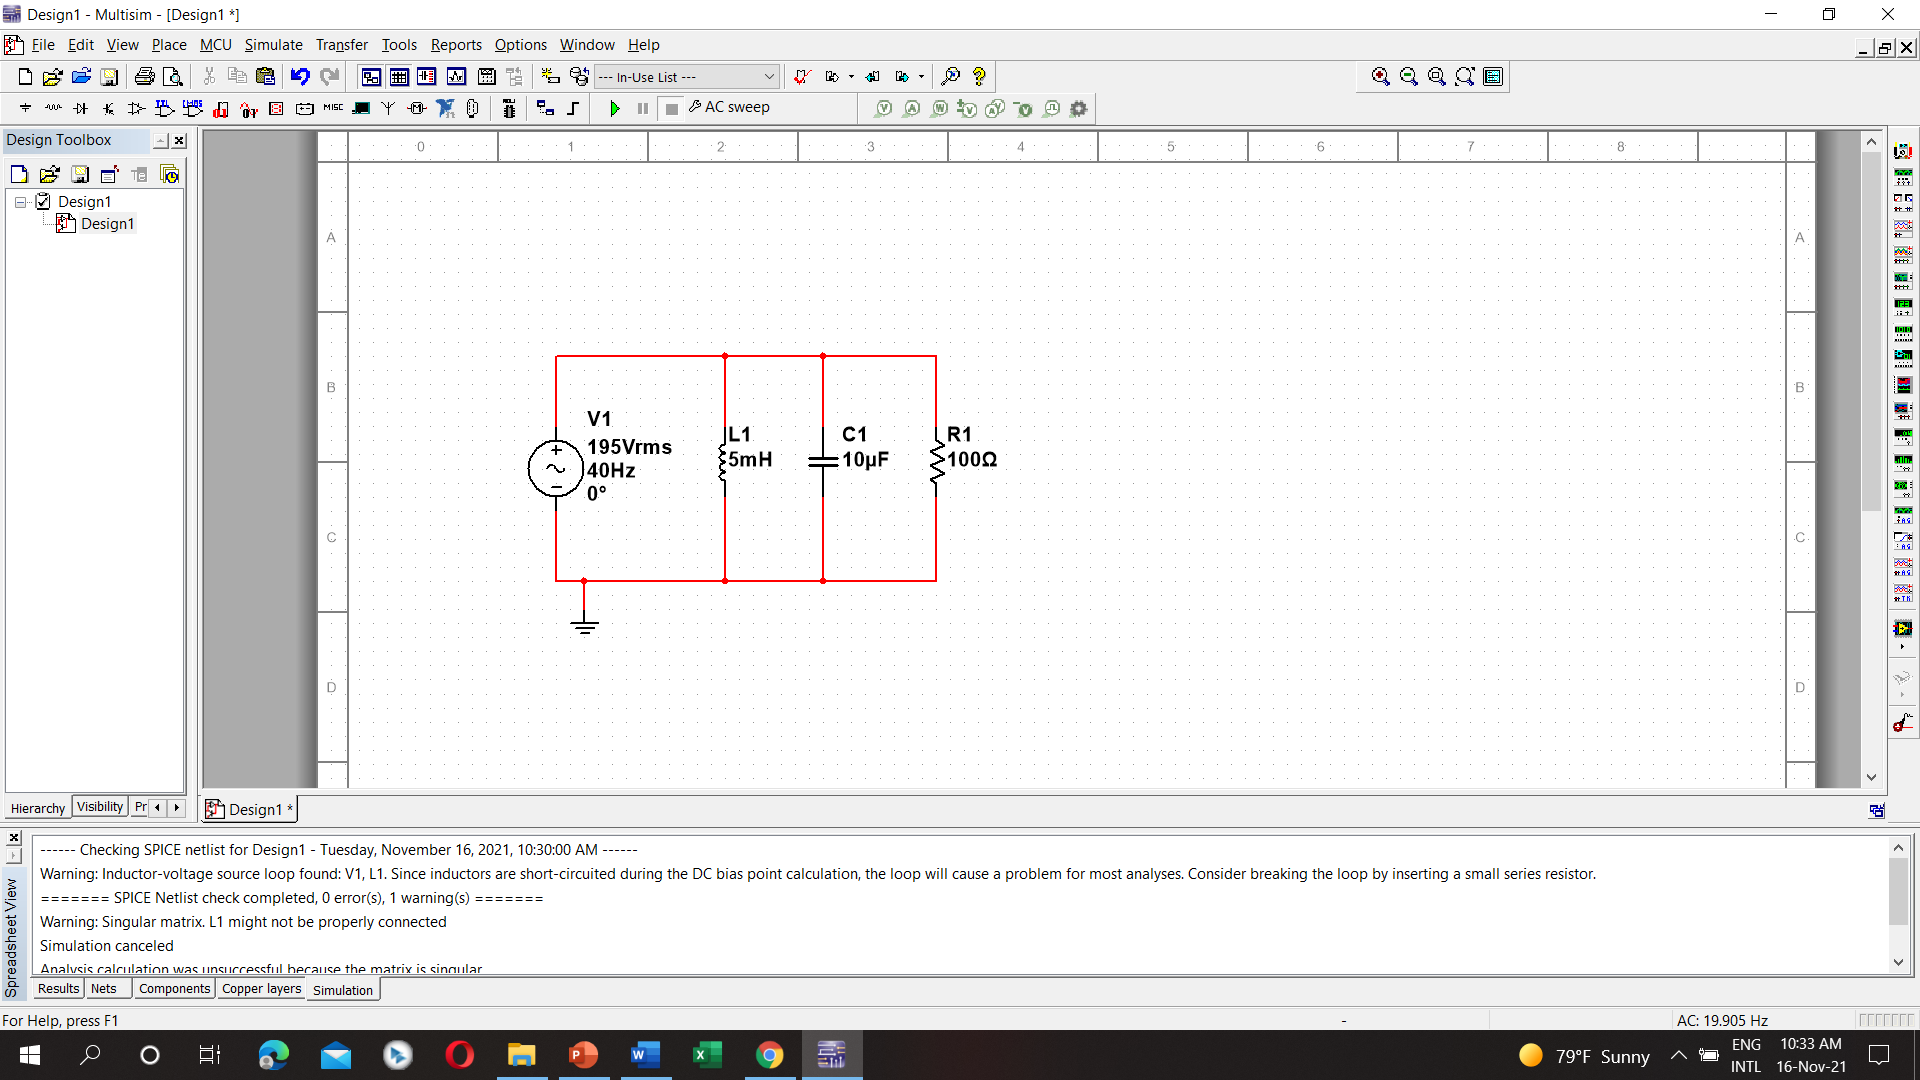 Design1 - Multisim - [Design1 *]
File Edit View Place MCU Simulate Transfer Tools Reports Options Window Help
--- In-Use List ---
MISC
AC sweep
Design Toolbox
0 1 2 3 4 5 6 7 8
Design1
Design1
A A
B B
C C
D D
V1
195Vrms
40Hz
0°
L1
5mH
C1
10µF
R1
100Ω
Hierarchy Visibility Pr
Design1 *
------ Checking SPICE netlist for Design1 - Tuesday, November 16, 2021, 10:30:00 AM ------
Warning: Inductor-voltage source loop found: V1, L1. Since inductors are short-circuited during the DC bias point calculation, the loop will cause a problem for most analyses. Consider breaking the loop by inserting a small series resistor.
======= SPICE Netlist check completed, 0 error(s), 1 warning(s) =======
Warning: Singular matrix. L1 might not be properly connected
Simulation canceled
Analysis calculation was unsuccessful because the matrix is singular
Spreadsheet View
Results Nets Components Copper layers Simulation
For Help, press F1
-
AC: 19.905 Hz
79°F Sunny
ENG
INTL
10:33 AM
16-Nov-21